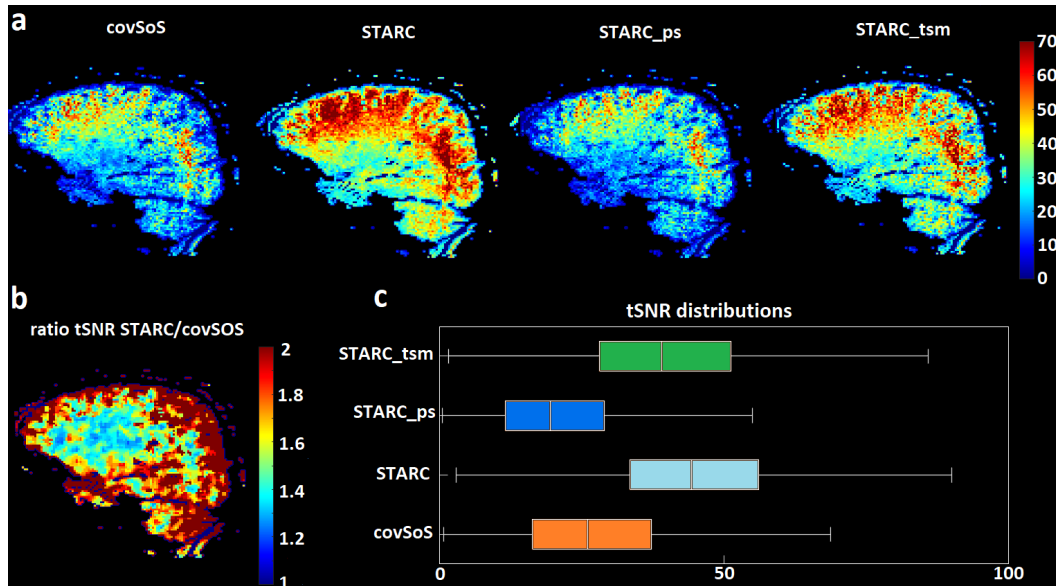 a
covSoS
STARC
STARC_ps
STARC_tsm
70
60
50
40
30
20
10
0
b
ratio tSNR STARC/covSOS
2
1.8
1.6
1.4
1.2
1
c
tSNR distributions
STARC_tsm
STARC_ps
STARC
covSoS
0
50
100